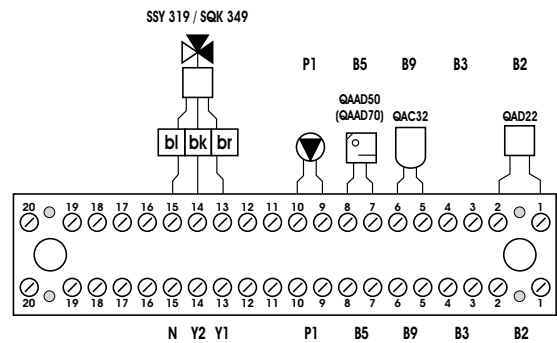 SSY 319 / SQK 349
P1 B5 B9 B3 B2
QAAD50
(QAAD70) QAC32 QAD22
bl bk br
20 19 18 17 16 15 14 13 12 11 10 9 8 7 6 5 4 3 2 1
20 19 18 17 16 15 14 13 12 11 10 9 8 7 6 5 4 3 2 1
N Y2 Y1 P1 B5 B9 B3 B2